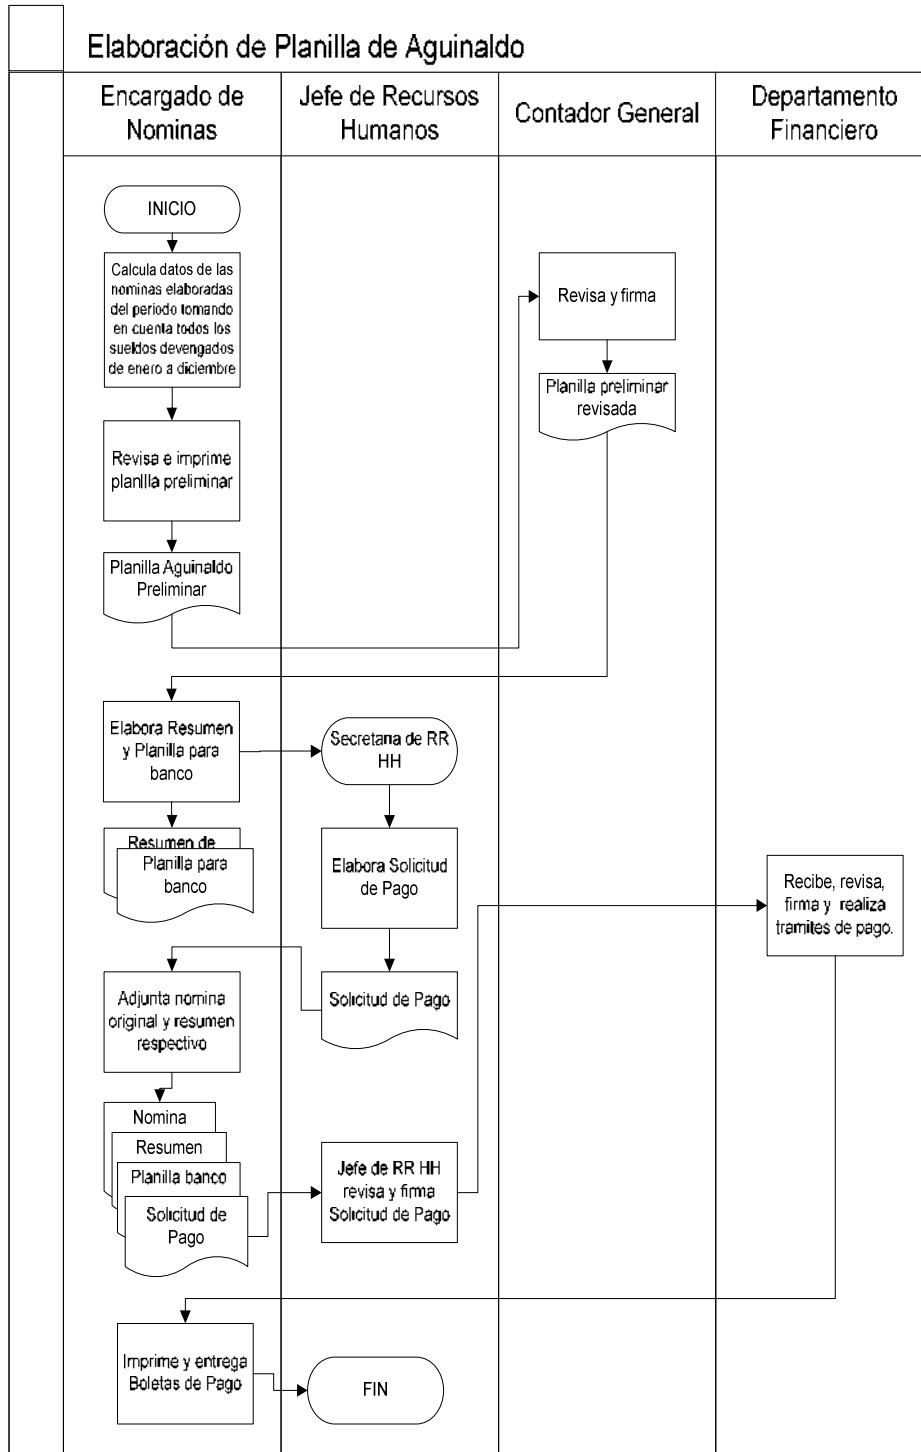 Elaboración de Planilla de Aguinaldo
Encargado de
Nominas
Jefe de Recursos
Humanos
Contador General
Departamento
Financiero
INICIO
Calcula datos de las
nominas elaboradas
del periodo tomando
en cuenta todos los
sueldos devengados
de enero a diciembre
Revisa y firma
Planilla preliminar
revisada
Revisa e imprime
planilla preliminar
Planilla Aguinaldo
Preliminar
Elabora Resumen
y Planilla para
banco
Secretaria de RR
HH
Resumen de
Planilla para
banco
Elabora Solicitud
de Pago
Recibe, revisa,
firma y realiza
tramites de pago.
Adjunta nomina
original y resumen
respectivo
Solicitud de Pago
Nomina
Resumen
Planilla banco
Solicitud de
Pago
Jefe de RR HH
revisa y firma
Solicitud de Pago
Imprime y entrega
Boletas de Pago
FIN